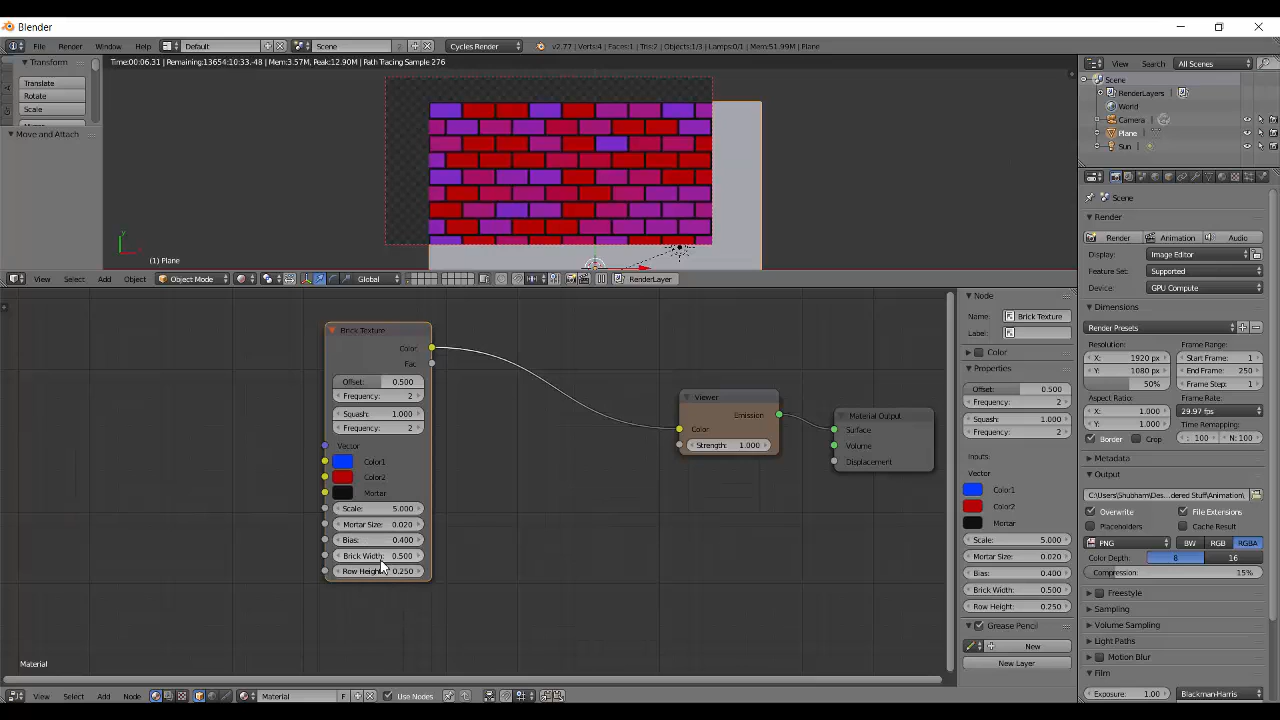 Blender
File Render Window Help Default Scene 2 Cycles Render v2.77 | Verts:4 | Faces:1 | Tris:2 | Objects:1/3 | Lamps:0/1 | Mem:51.99M | Plane
View Search All Scenes
Time:00:06.31 | Remaining:13654:10:33.48 | Mem:3.57M, Peak:12.90M | Path Tracing Sample 276
Transform
Translate
Rotate
Scale
Move and Attach
(1) Plane
Scene
RenderLayers
World
Camera
Plane
Sun
View Select Add Object Object Mode Global RenderLayer
Scene
Render
Render Animation Audio
Display: Image Editor
Feature Set: Supported
Device: GPU Compute
Dimensions
Render Presets
Resolution: Frame Range:
X: 1920 px Start Frame: 1
Y: 1080 px End Frame: 250
50% Frame Step: 1
Aspect Ratio: Frame Rate:
X: 1.000 29.97 fps
Y: 1.000 Time Remapping:
Border Crop : 100 N: 100
Metadata
Output
C:\Users\Shubham\Des...dered Stuff\Animation\
Overwrite File Extensions
Placeholders Cache Result
PNG BW RGB RGBA
Color Depth: 8 16
Compression: 15%
Freestyle
Sampling
Volume Sampling
Light Paths
Motion Blur
Film
Exposure: 1.00 Blackman-Harris
Brick Texture
Color
Fac
Offset: 0.500
Frequency: 2
Squash: 1.000
Frequency: 2
Vector
Color1
Color2
Mortar
Scale: 5.000
Mortar Size: 0.020
Bias: 0.400
Brick Width: 0.500
Row Height: 0.250
Viewer
Emission
Color
Strength: 1.000
Material Output
Surface
Volume
Displacement
Node
Name: Brick Texture
Label:
Color
Properties
Offset: 0.500
Frequency: 2
Squash: 1.000
Frequency: 2
Inputs:
Vector
Color1
Color2
Mortar
Scale: 5.000
Mortar Size: 0.020
Bias: 0.400
Brick Width: 0.500
Row Height: 0.250
Grease Pencil
New
New Layer
Material
View Select Add Node Material F Use Nodes